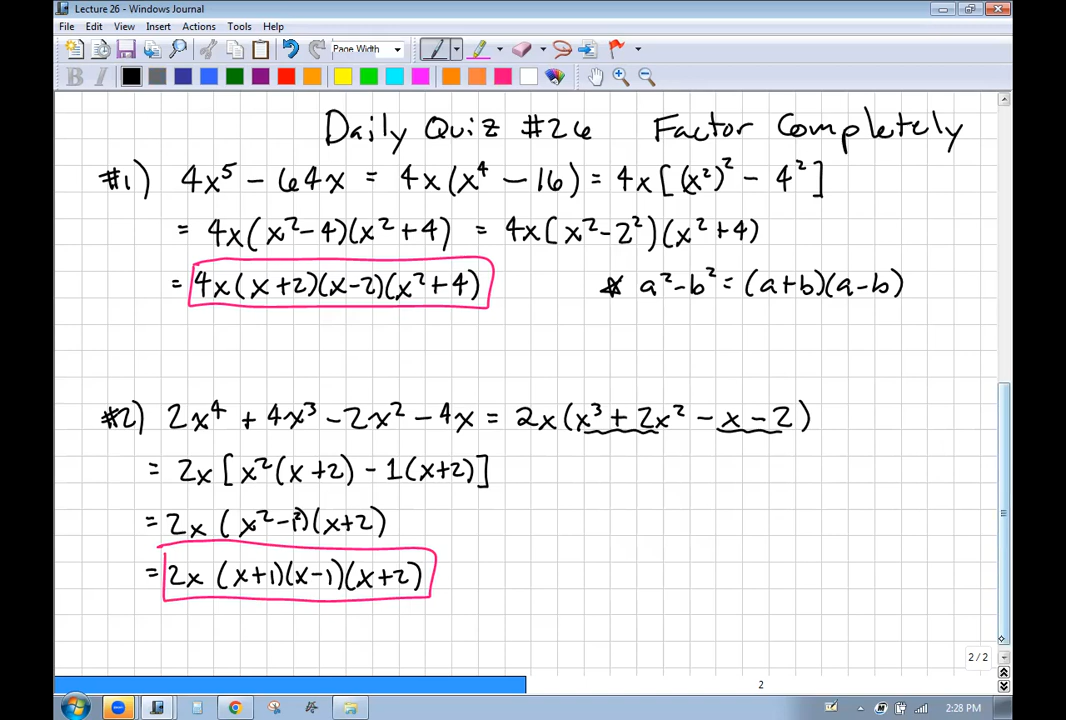 Lecture 26 - Windows Journal
File Edit View Insert Actions Tools Help
Page Width
Daily Quiz #26 Factor Completely
#1) 4x⁵ - 64x = 4x(x⁴ - 16) = 4x[(x²)² - 4²]
= 4x(x²-4)(x²+4) = 4x[x²-2²)(x²+4)
= 4x(x+2)(x-2)(x²+4)
* a²-b² = (a+b)(a-b)
#2) 2x⁴ + 4x³ - 2x² - 4x = 2x(x³ + 2x² - x - 2)
= 2x[x²(x+2) - 1(x+2)]
= 2x (x²-1²)(x+2)
= 2x (x+1)(x-1)(x+2)
2 / 2
2
2:28 PM